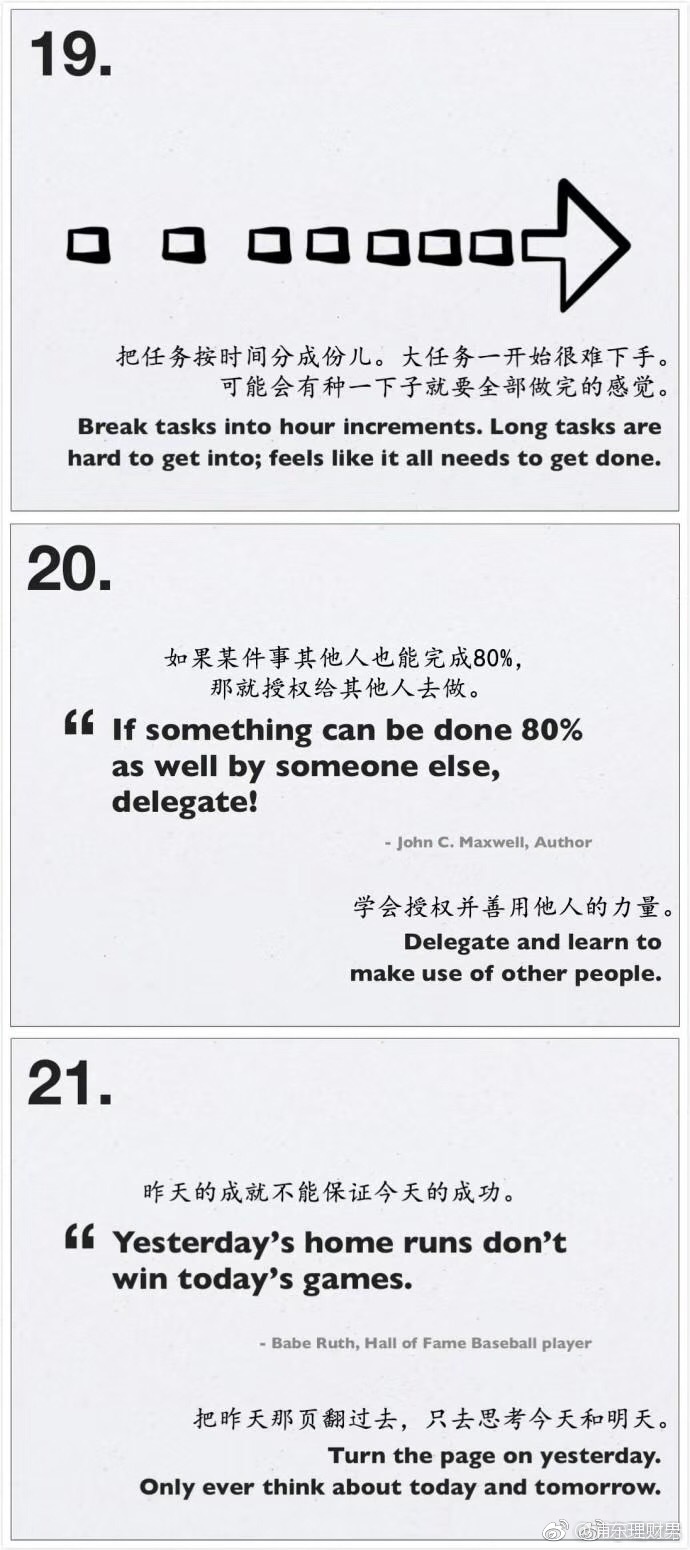 19.
把任务按时间分成份儿。大任务一开始很难下手。
可能会有种一下子就要全部做完的感觉。
Break tasks into hour increments. Long tasks are
hard to get into; feels like it all needs to get done.
20.
如果某件事其他人也能完成80%,
那就授权给其他人去做。
“ If something can be done 80%
as well by someone else,
delegate!
- John C. Maxwell, Author
学会授权并善用他人的力量。
Delegate and learn to
make use of other people.
21.
昨天的成就不能保证今天的成功。
“ Yesterday’s home runs don’t
win today’s games.
- Babe Ruth, Hall of Fame Baseball player
把昨天那页翻过去，只去思考今天和明天。
Turn the page on yesterday.
Only ever think about today and tomorrow.
浦东理财男